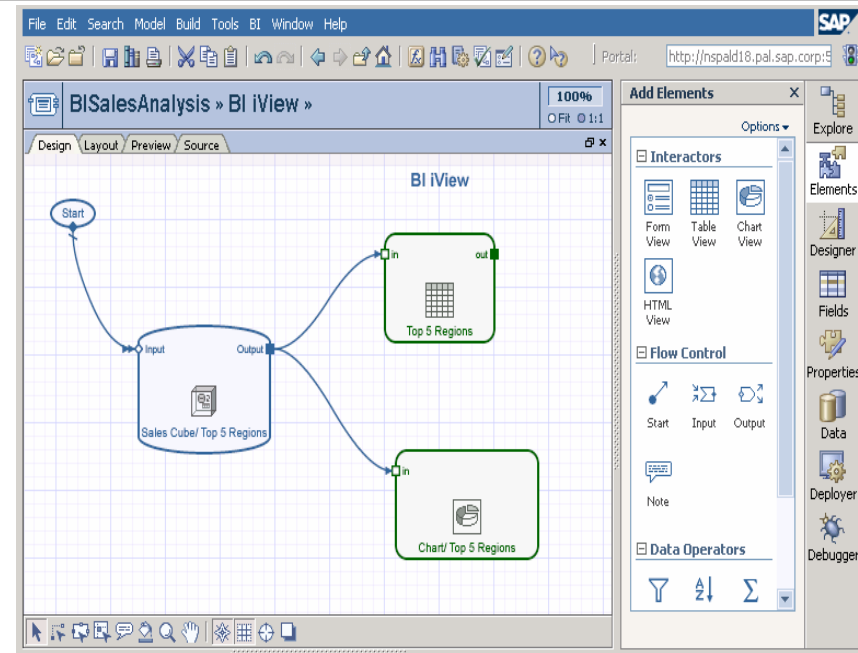 File Edit Search Model Build Tools BI Window Help
SAP
Portal: http://nspald18.pal.sap.corp:5
BISalesAnalysis » BI iView »
100%
Fit 1:1
Design Layout Preview Source
BI iView
Start
in out
Top 5 Regions
Input Output
Sales Cube/ Top 5 Regions
in
Chart/ Top 5 Regions
Add Elements X
Options
Interactors
Form View
Table View
Chart View
HTML View
Flow Control
Start Input Output
Note
Data Operators
A
Z
Σ
Explore
Elements
Designer
Fields
Properties
Data
Deployer
Debugger